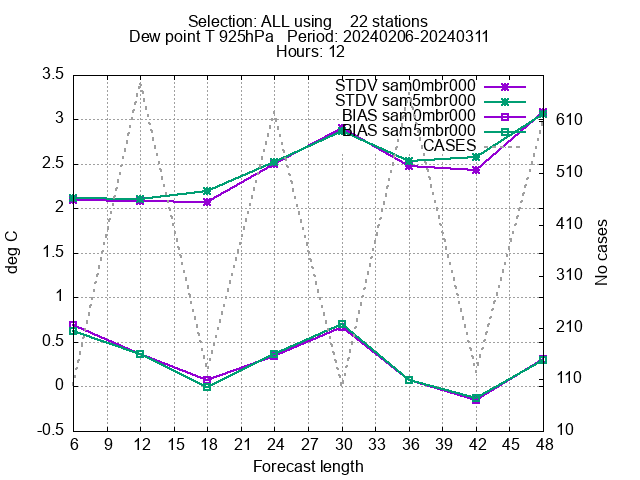 Selection: ALL using    22 stations
Dew point T 925hPa   Period: 20240206-20240311
Hours: 12
3.5
3
2.5
2
1.5
1
0.5
0
-0.5
deg C
STDV sam0mbr000
STDV sam5mbr000
BIAS sam0mbr000
BIAS sam5mbr000
CASES
610
510
410
310
210
110
10
No cases
6 9 12 15 18 21 24 27 30 33 36 39 42 45 48
Forecast length